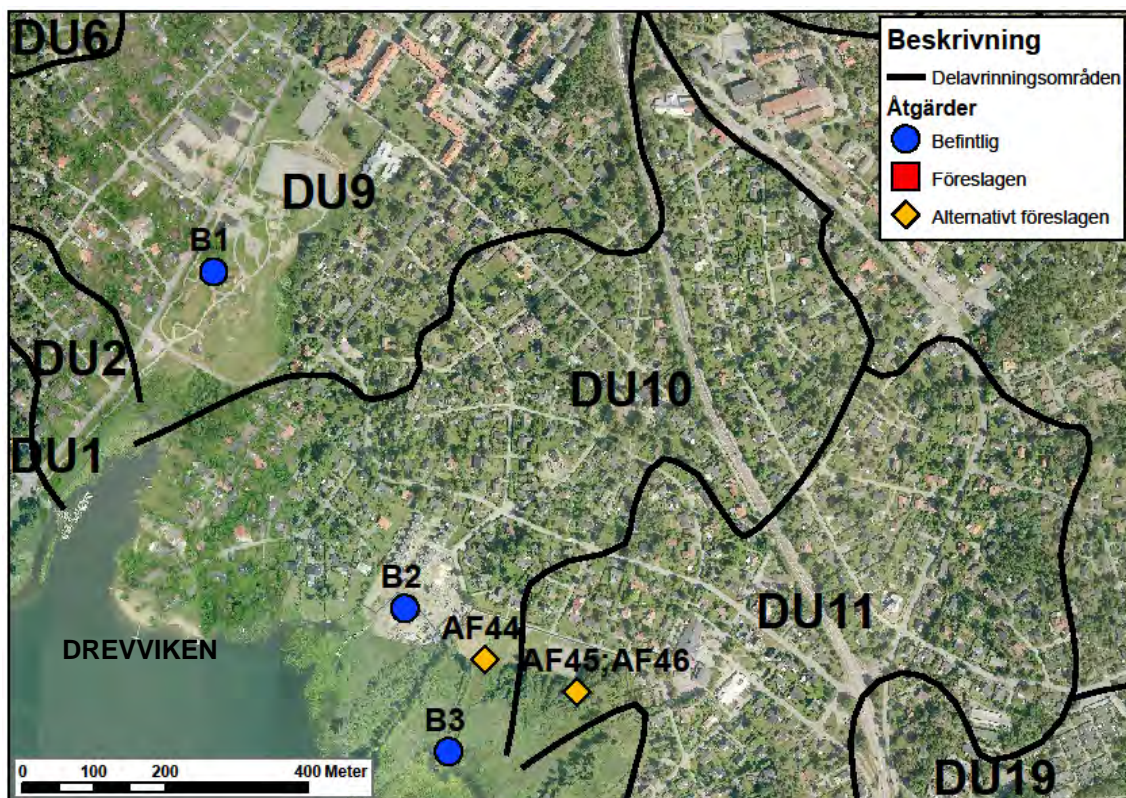 DU6
Beskrivning
Delavrinningsområden
Åtgärder
Befintlig
Föreslagen
Alternativt föreslagen
DU9
B1
DU2
DU10
DU1
B2
DU11
AF44
DREVVIKEN
AF45;AF46
B3
DU19
0 100 200 400 Meter